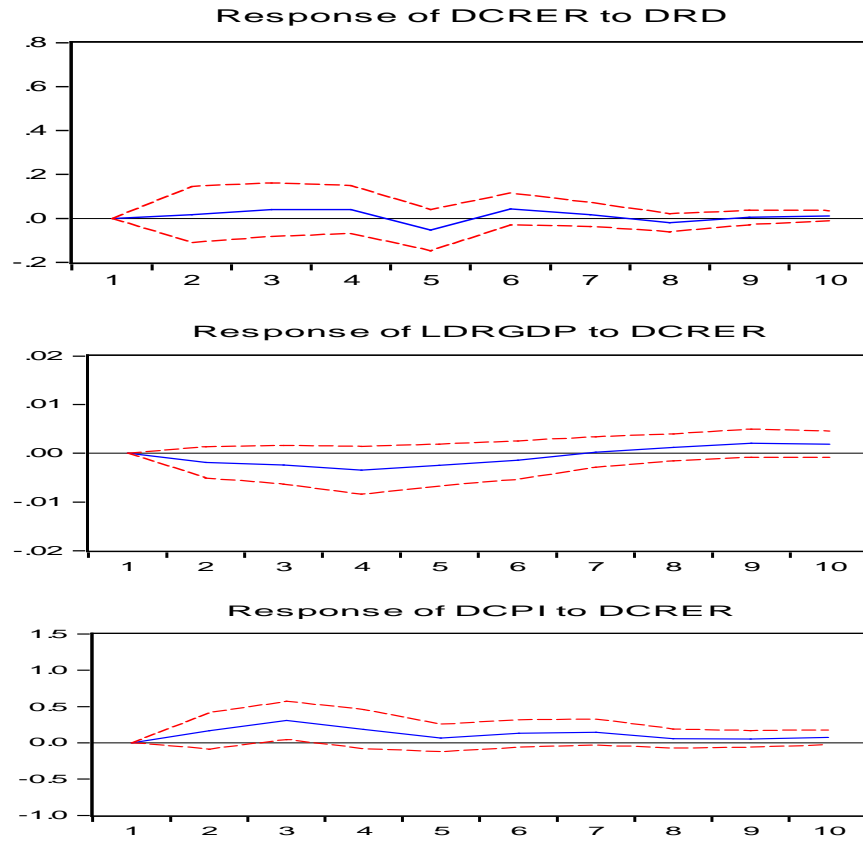 Response of DCRER to DRD
.8
.6
.4
.2
.0
-.2
1 2 3 4 5 6 7 8 9 10
Response of LDRGDP to DCRER
.02
.01
.00
-.01
-.02
1 2 3 4 5 6 7 8 9 10
Response of DCPI to DCRER
1.5
1.0
0.5
0.0
-0.5
-1.0
1 2 3 4 5 6 7 8 9 10